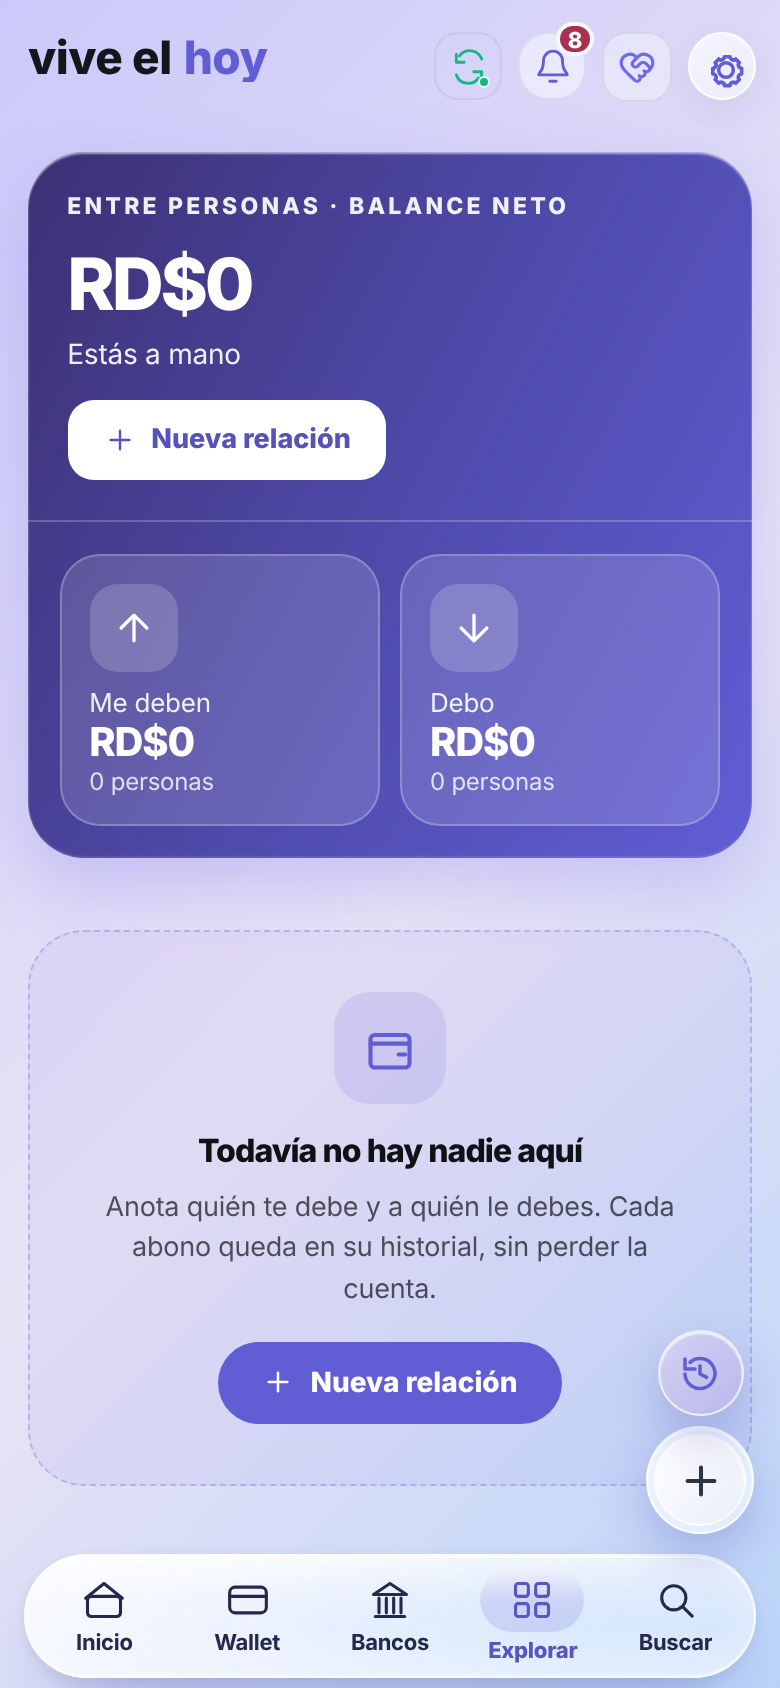 vive el hoy
8
ENTRE PERSONAS · BALANCE NETO
RD$0
Estás a mano
Nueva relación
Me deben
RD$0
0 personas
Debo
RD$0
0 personas
Todavía no hay nadie aquí
Anota quién te debe y a quién le debes. Cada
abono queda en su historial, sin perder la
cuenta.
Nueva relación
Inicio
Wallet
Bancos
Explorar
Buscar